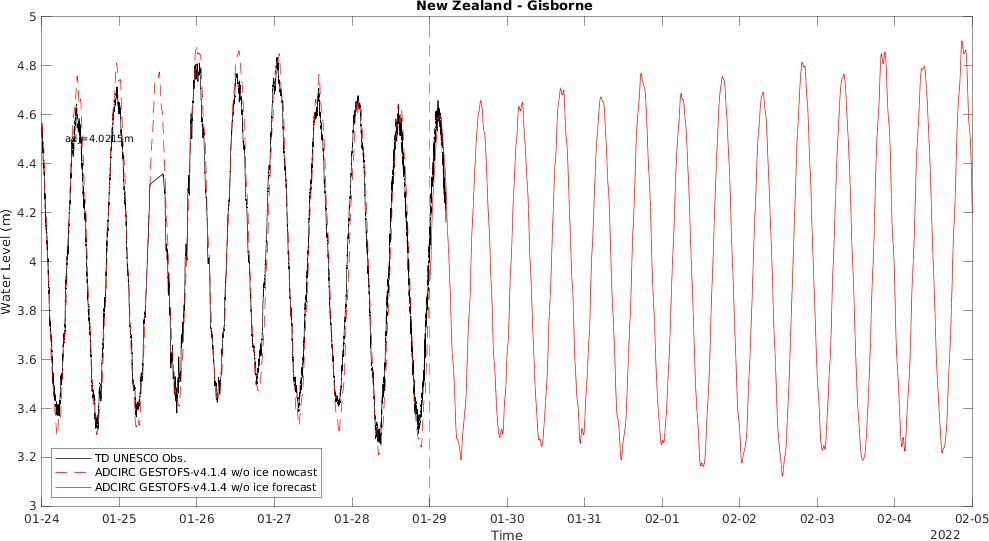 New Zealand - Gisborne
5
4.8
4.6
4.4
4.2
4
3.8
3.6
3.4
3.2
3
Water Level (m)
=4.0215m
TD UNESCO Obs.
ADCIRC GESTOFS-v4.1.4 w/o ice nowcast
ADCIRC GESTOFS-v4.1.4 w/o ice forecast
01-24 01-25 01-26 01-27 01-28 01-29 01-30 01-31 02-01 02-02 02-03 02-04 02-05
Time
2022